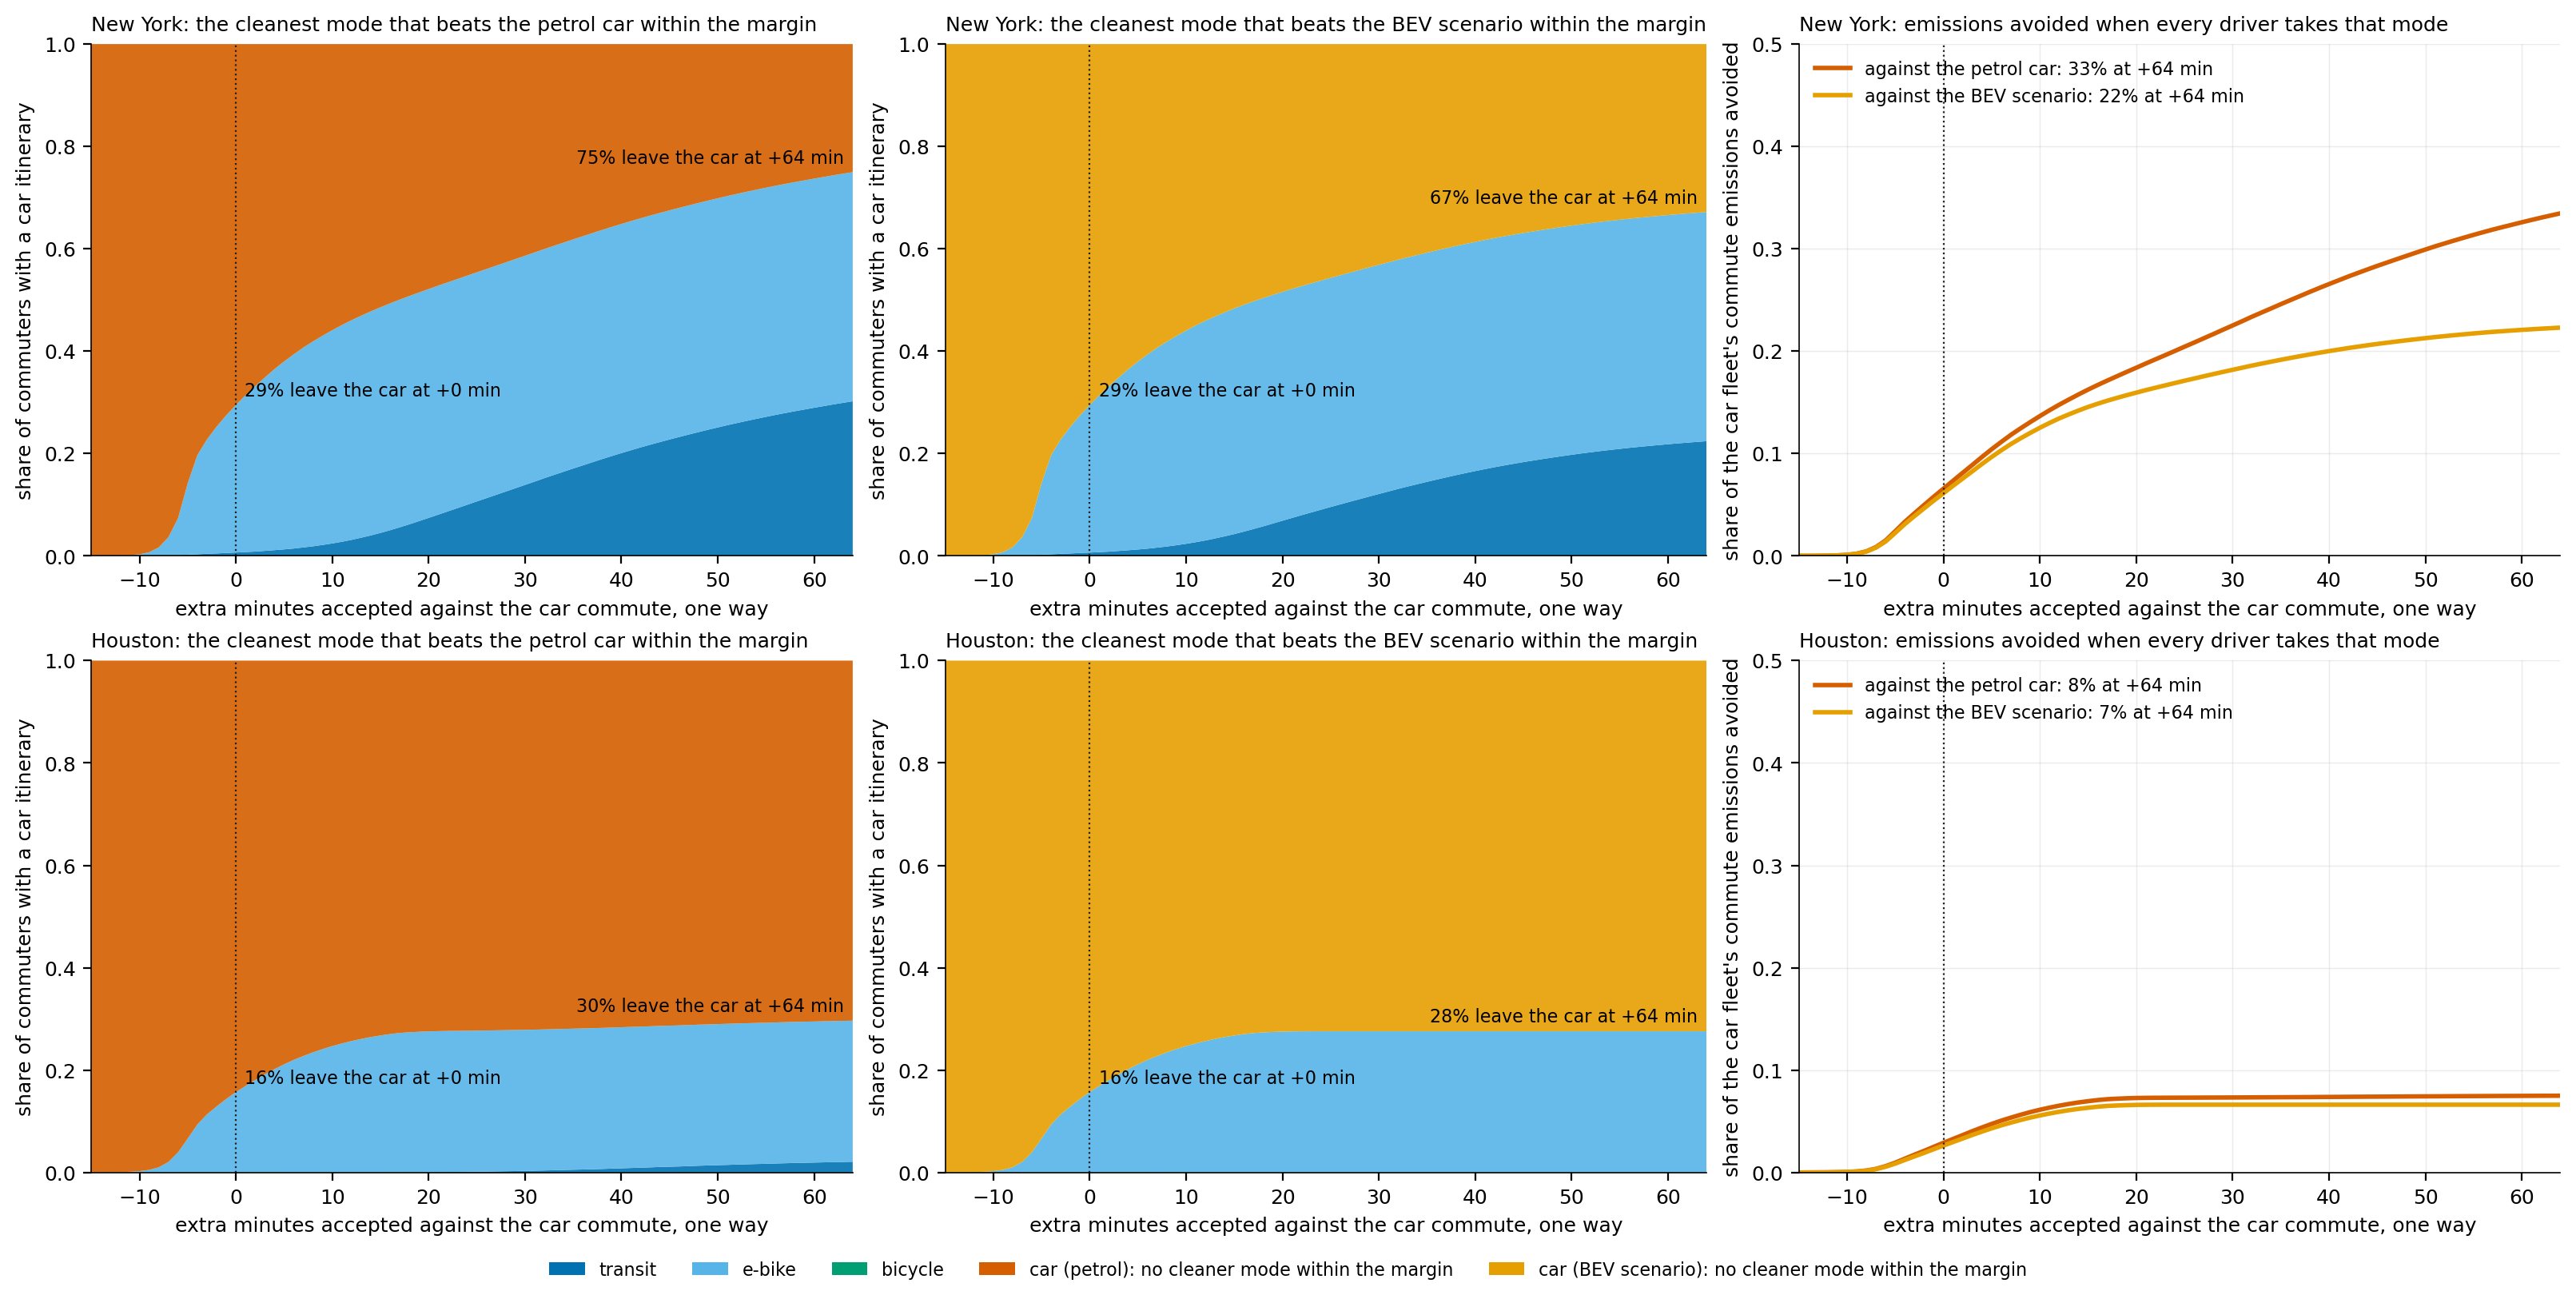 New York: the cleanest mode that beats the petrol car within the margin
1.0
0.8
0.6
0.4
0.2
0.0
share of commuters with a car itinerary
75% leave the car at +64 min
29% leave the car at +0 min
−10 0 10 20 30 40 50 60
extra minutes accepted against the car commute, one way
New York: the cleanest mode that beats the BEV scenario within the margin
1.0
0.8
0.6
0.4
0.2
0.0
share of commuters with a car itinerary
67% leave the car at +64 min
29% leave the car at +0 min
−10 0 10 20 30 40 50 60
extra minutes accepted against the car commute, one way
New York: emissions avoided when every driver takes that mode
0.5
0.4
0.3
0.2
0.1
0.0
share of the car fleet's commute emissions avoided
against the petrol car: 33% at +64 min
against the BEV scenario: 22% at +64 min
−10 0 10 20 30 40 50 60
extra minutes accepted against the car commute, one way
Houston: the cleanest mode that beats the petrol car within the margin
1.0
0.8
0.6
0.4
0.2
0.0
share of commuters with a car itinerary
30% leave the car at +64 min
16% leave the car at +0 min
−10 0 10 20 30 40 50 60
extra minutes accepted against the car commute, one way
Houston: the cleanest mode that beats the BEV scenario within the margin
1.0
0.8
0.6
0.4
0.2
0.0
share of commuters with a car itinerary
28% leave the car at +64 min
16% leave the car at +0 min
−10 0 10 20 30 40 50 60
extra minutes accepted against the car commute, one way
Houston: emissions avoided when every driver takes that mode
0.5
0.4
0.3
0.2
0.1
0.0
share of the car fleet's commute emissions avoided
against the petrol car: 8% at +64 min
against the BEV scenario: 7% at +64 min
−10 0 10 20 30 40 50 60
extra minutes accepted against the car commute, one way
transit e-bike bicycle car (petrol): no cleaner mode within the margin car (BEV scenario): no cleaner mode within the margin